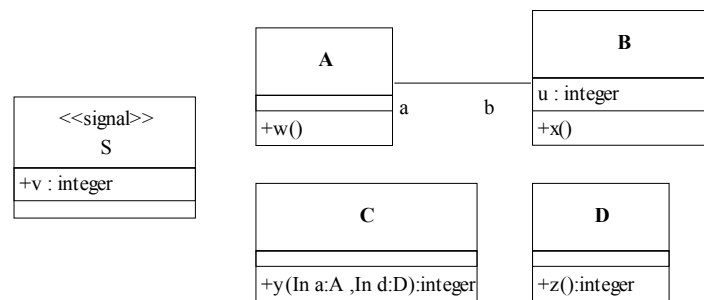 <<signal>>
S
+v : integer
A
+w()
a
b
B
u : integer
+x()
C
+y(In a:A ,In d:D):integer
D
+z():integer